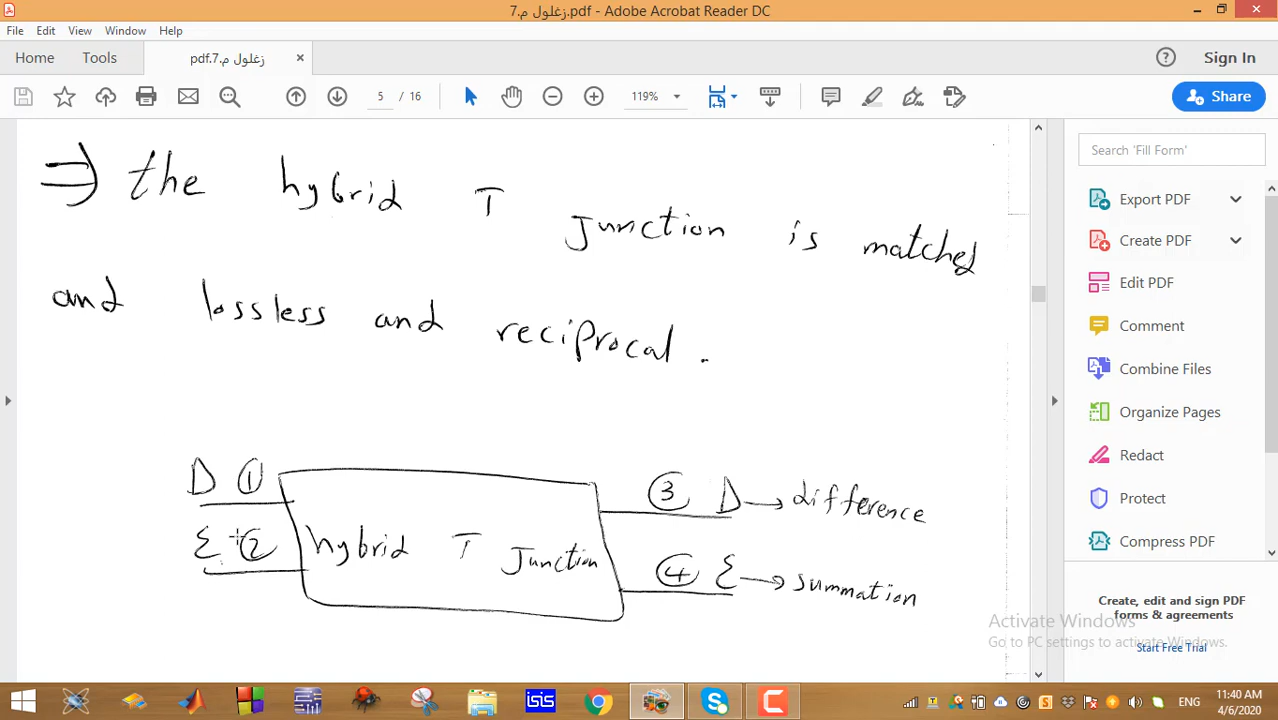 زغلول م.7.pdf - Adobe Acrobat Reader DC
File Edit View Window Help
Home Tools زغلول م.7.pdf × ? Sign In
5 / 16 119% Share
⇒ the hybrid T Junction is matched
and lossless and reciprocal.
D ① ③ D → difference
Σ ② hybrid T Junction ④ Σ → summation
Search 'Fill Form'
Export PDF
Create PDF
Edit PDF
Comment
Combine Files
Organize Pages
Redact
Protect
Compress PDF
Create, edit and sign PDF
forms & agreements
Start Free Trial
Activate Windows
Go to PC settings to activate Windows.
isis
11:40 AM
4/6/2020